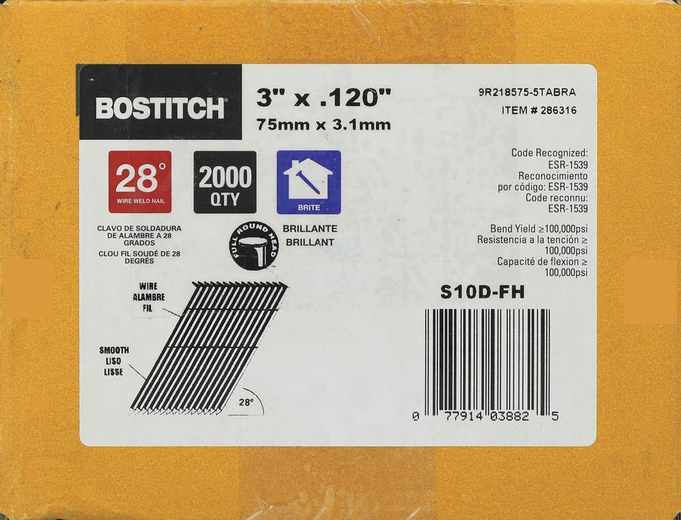 BOSTITCH
3" x .120"
75mm x 3.1mm
9R218575-5TABRA
ITEM # 286316
28°
WIRE WELD NAIL
2000
QTY
BRITE
CLAVO DE SOLDADURA
DE ALAMBRE A 28
GRADOS
CLOU FIL SOUDÉ DE 28
DEGRÉS
FULL ROUND HEAD
BRILLANTE
BRILLANT
Code Recognized:
ESR-1539
Reconocimiento
por código: ESR-1539
Code reconnu:
ESR-1539
Bend Yield ≥100,000psi
Resistencia a la tención ≥
100,000psi
Capacité de flexion ≥
100,000psi
WIRE
ALAMBRE
FIL
SMOOTH
LISO
LISSE
28°
S10D-FH
0 77914 03882 5